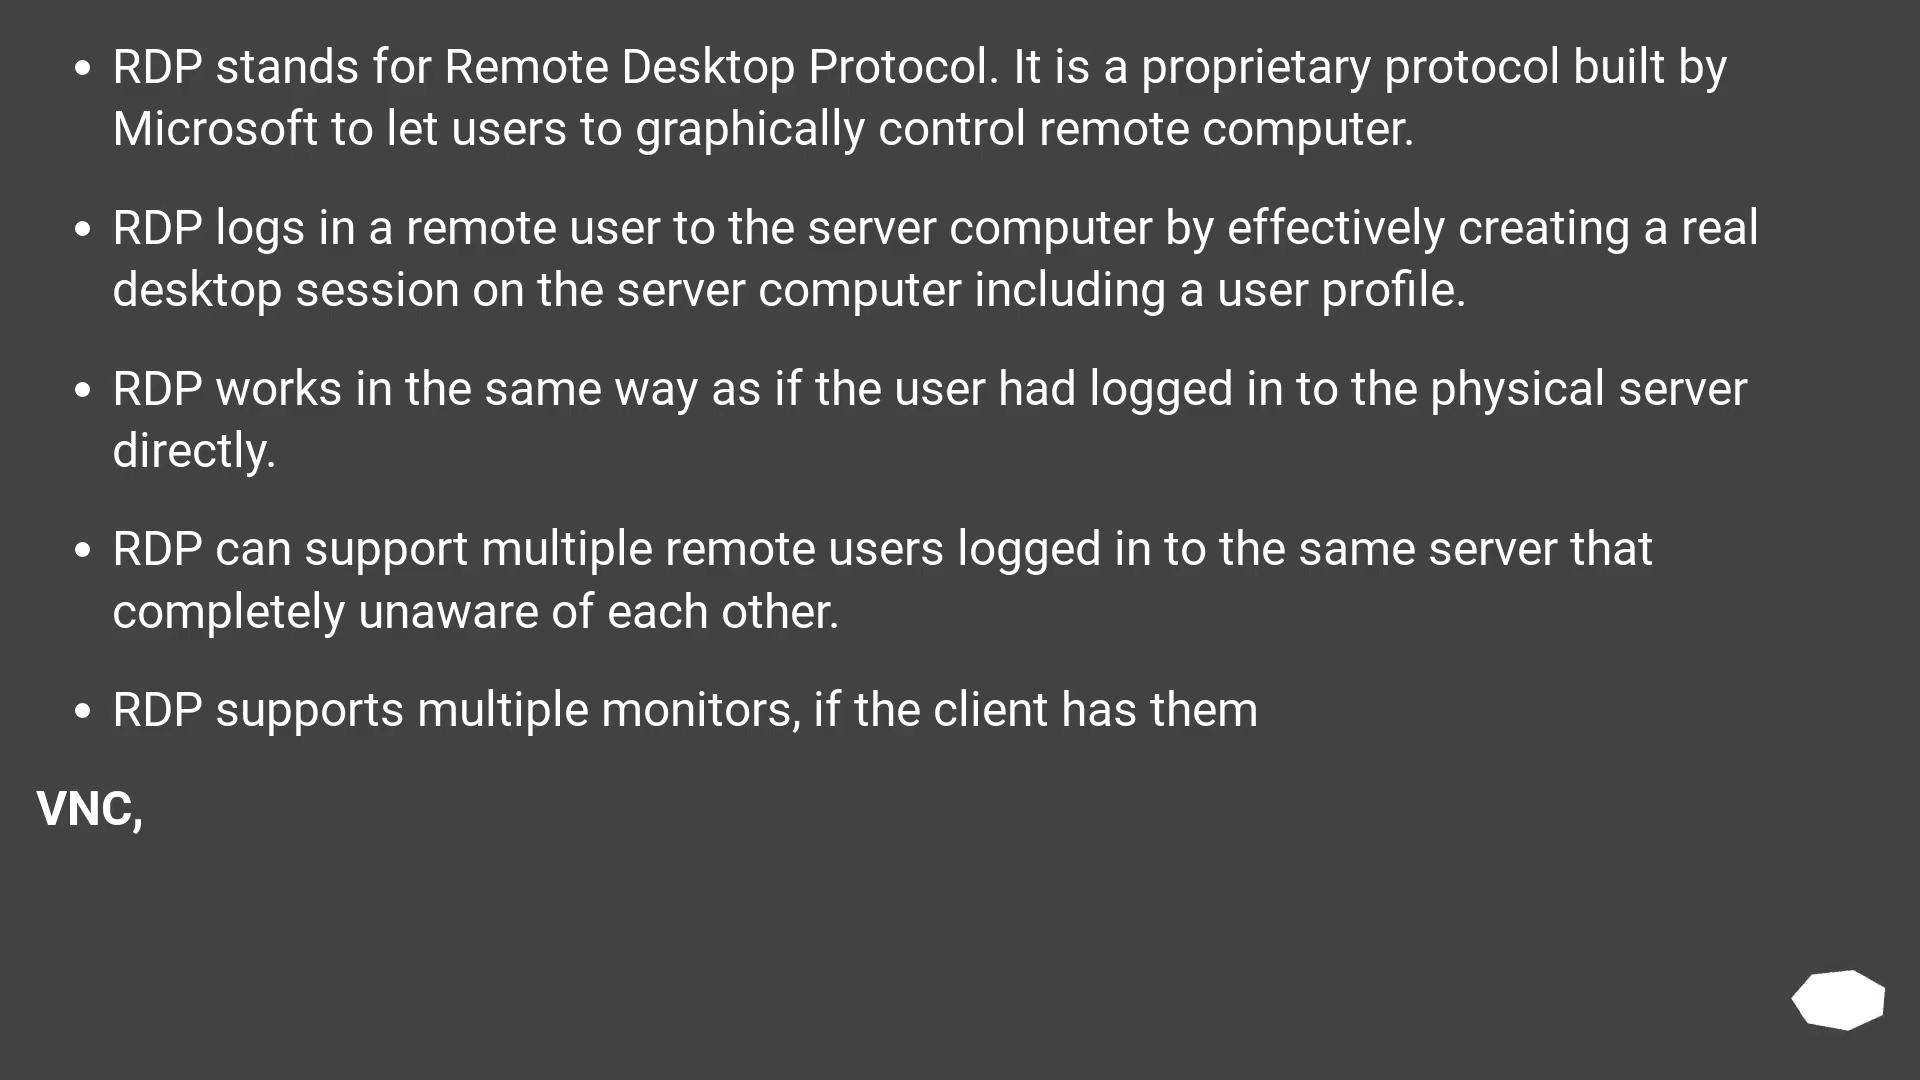 • RDP stands for Remote Desktop Protocol. It is a proprietary protocol built by
Microsoft to let users to graphically control remote computer.
• RDP logs in a remote user to the server computer by effectively creating a real
desktop session on the server computer including a user profile.
• RDP works in the same way as if the user had logged in to the physical server
directly.
• RDP can support multiple remote users logged in to the same server that
completely unaware of each other.
• RDP supports multiple monitors, if the client has them
VNC,